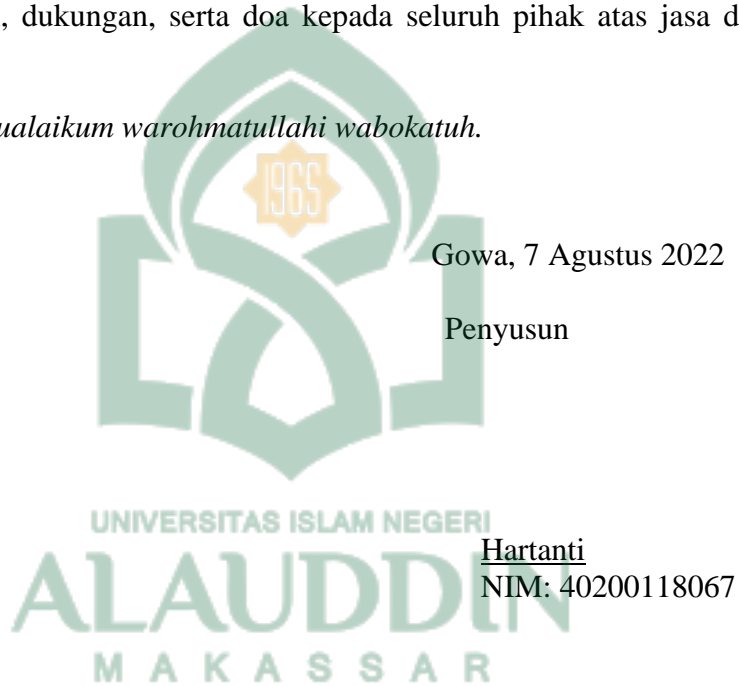 , dukungan, serta doa kepada seluruh pihak atas jasa d
ualaikum warohmatullahi wabokatuh.
1965
Gowa, 7 Agustus 2022
Penyusun
UNIVERSITAS ISLAM NEGERI
Hartanti
ALAUDDIN
NIM: 40200118067
MAKASSAR